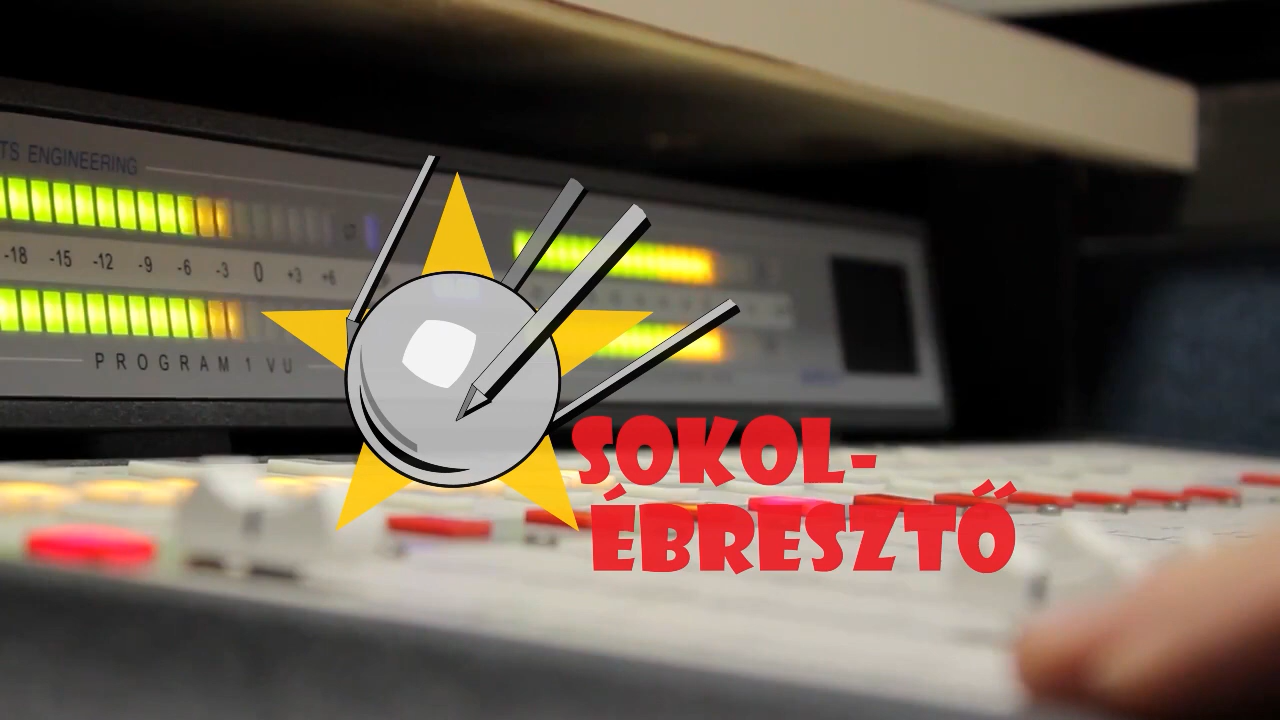 TS ENGINEERING
-18 -15 -12 -9 -6 -3 0 +3 +6
PROGRAM 1 VU
SOKOL-
ÉBRESZTŐ